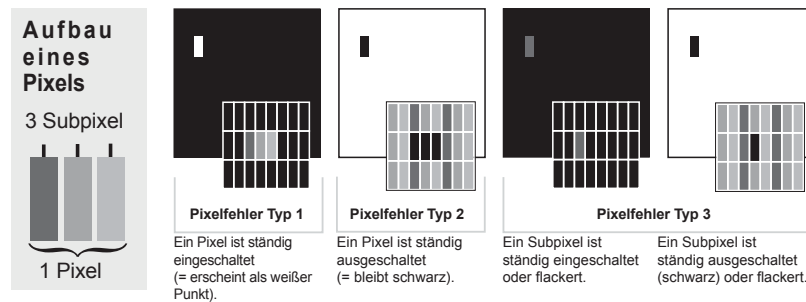 Aufbau
eines
Pixels
3 Subpixel
1 Pixel
Pixelfehler Typ 1
Ein Pixel ist ständig
eingeschaltet
(= erscheint als weißer
Punkt).
Pixelfehler Typ 2
Ein Pixel ist ständig
ausgeschaltet
(= bleibt schwarz).
Pixelfehler Typ 3
Ein Subpixel ist
ständig eingeschaltet
oder flackert.
Ein Subpixel ist
ständig ausgeschaltet
(schwarz) oder flackert.